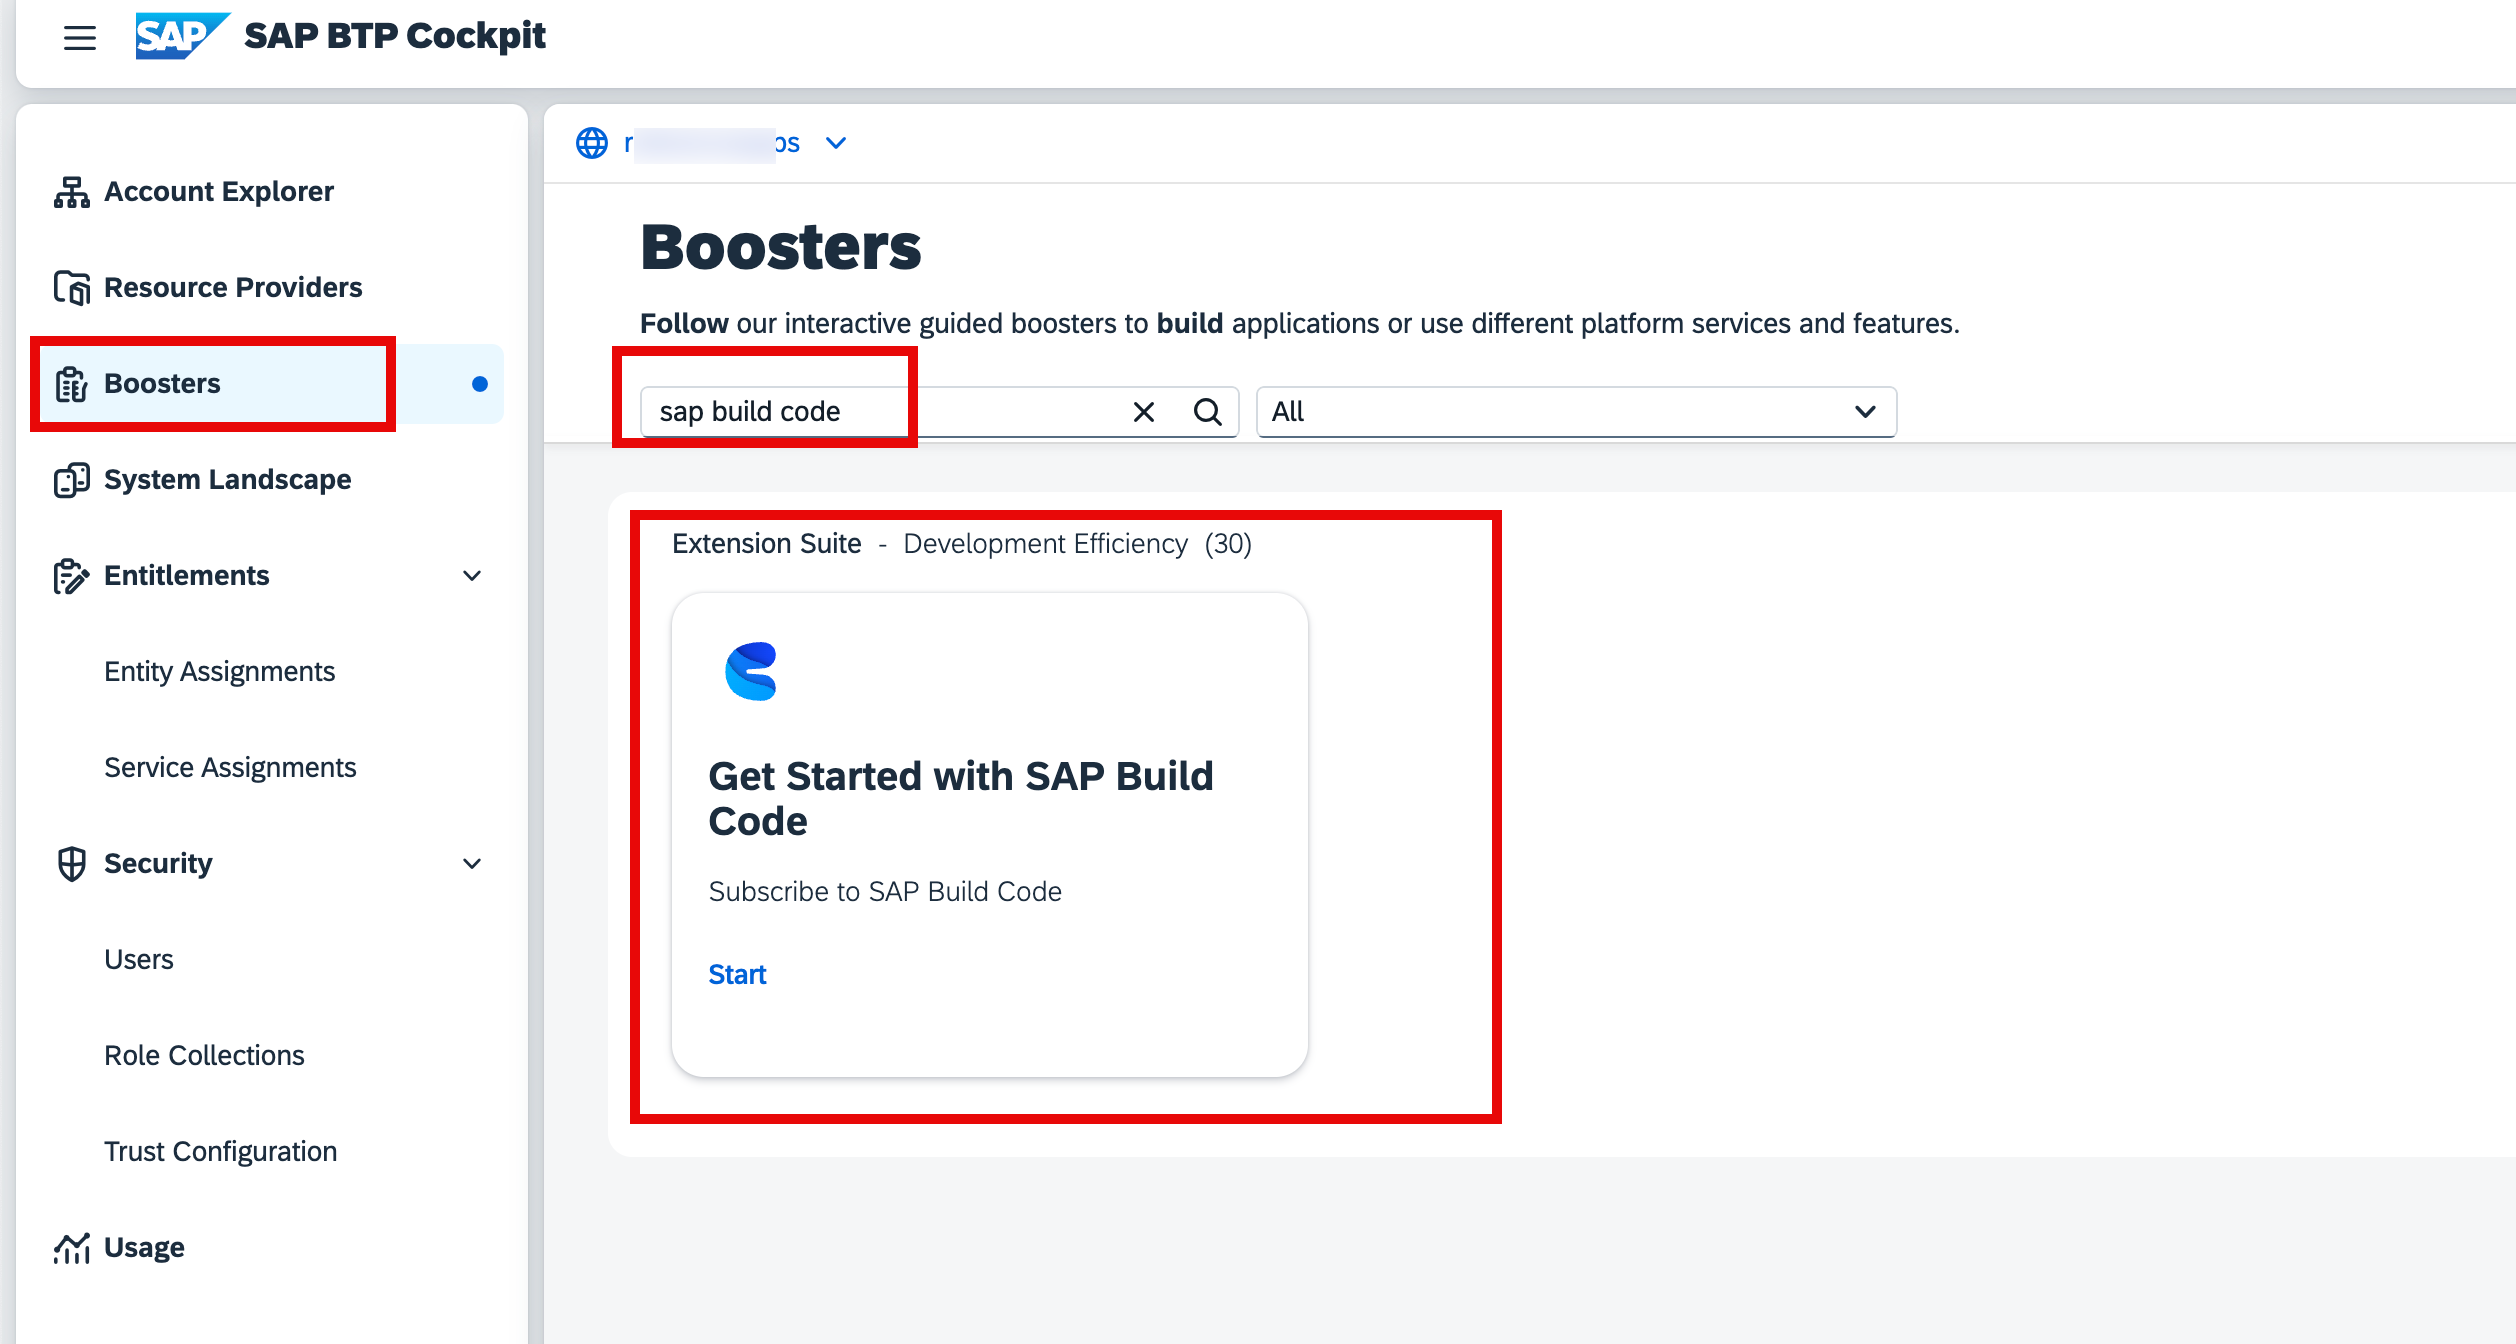 SAP SAP BTP Cockpit
Account Explorer
Resource Providers
Boosters
System Landscape
Entitlements
Entity Assignments
Service Assignments
Security
Users
Role Collections
Trust Configuration
Usage
Boosters
Follow our interactive guided boosters to build applications or use different platform services and features.
sap build code
All
Extension Suite - Development Efficiency (30)
Get Started with SAP Build
Code
Subscribe to SAP Build Code
Start